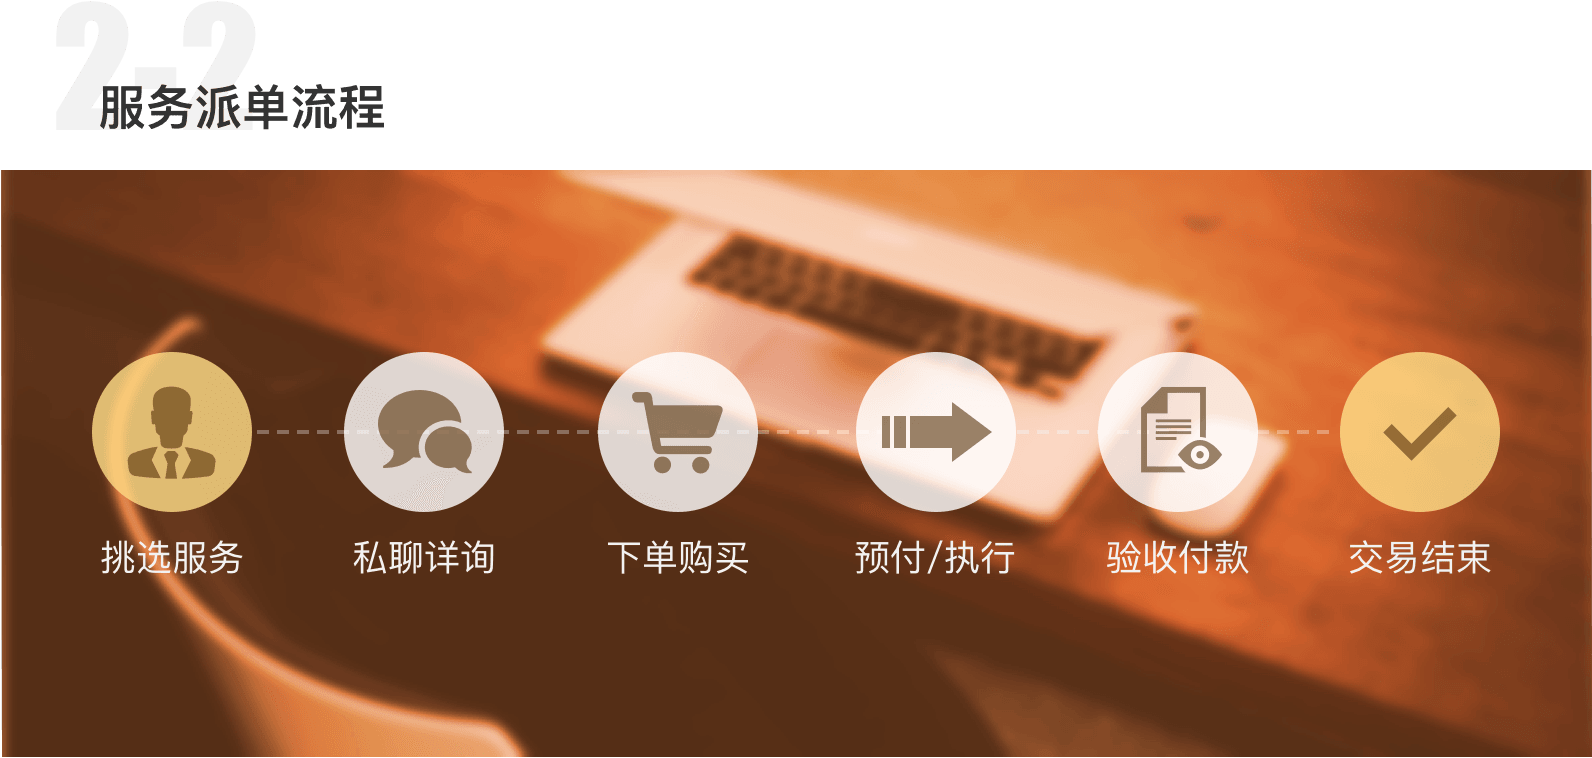 2-2
服务派单流程
挑选服务
私聊详询
下单购买
预付/执行
验收付款
交易结束